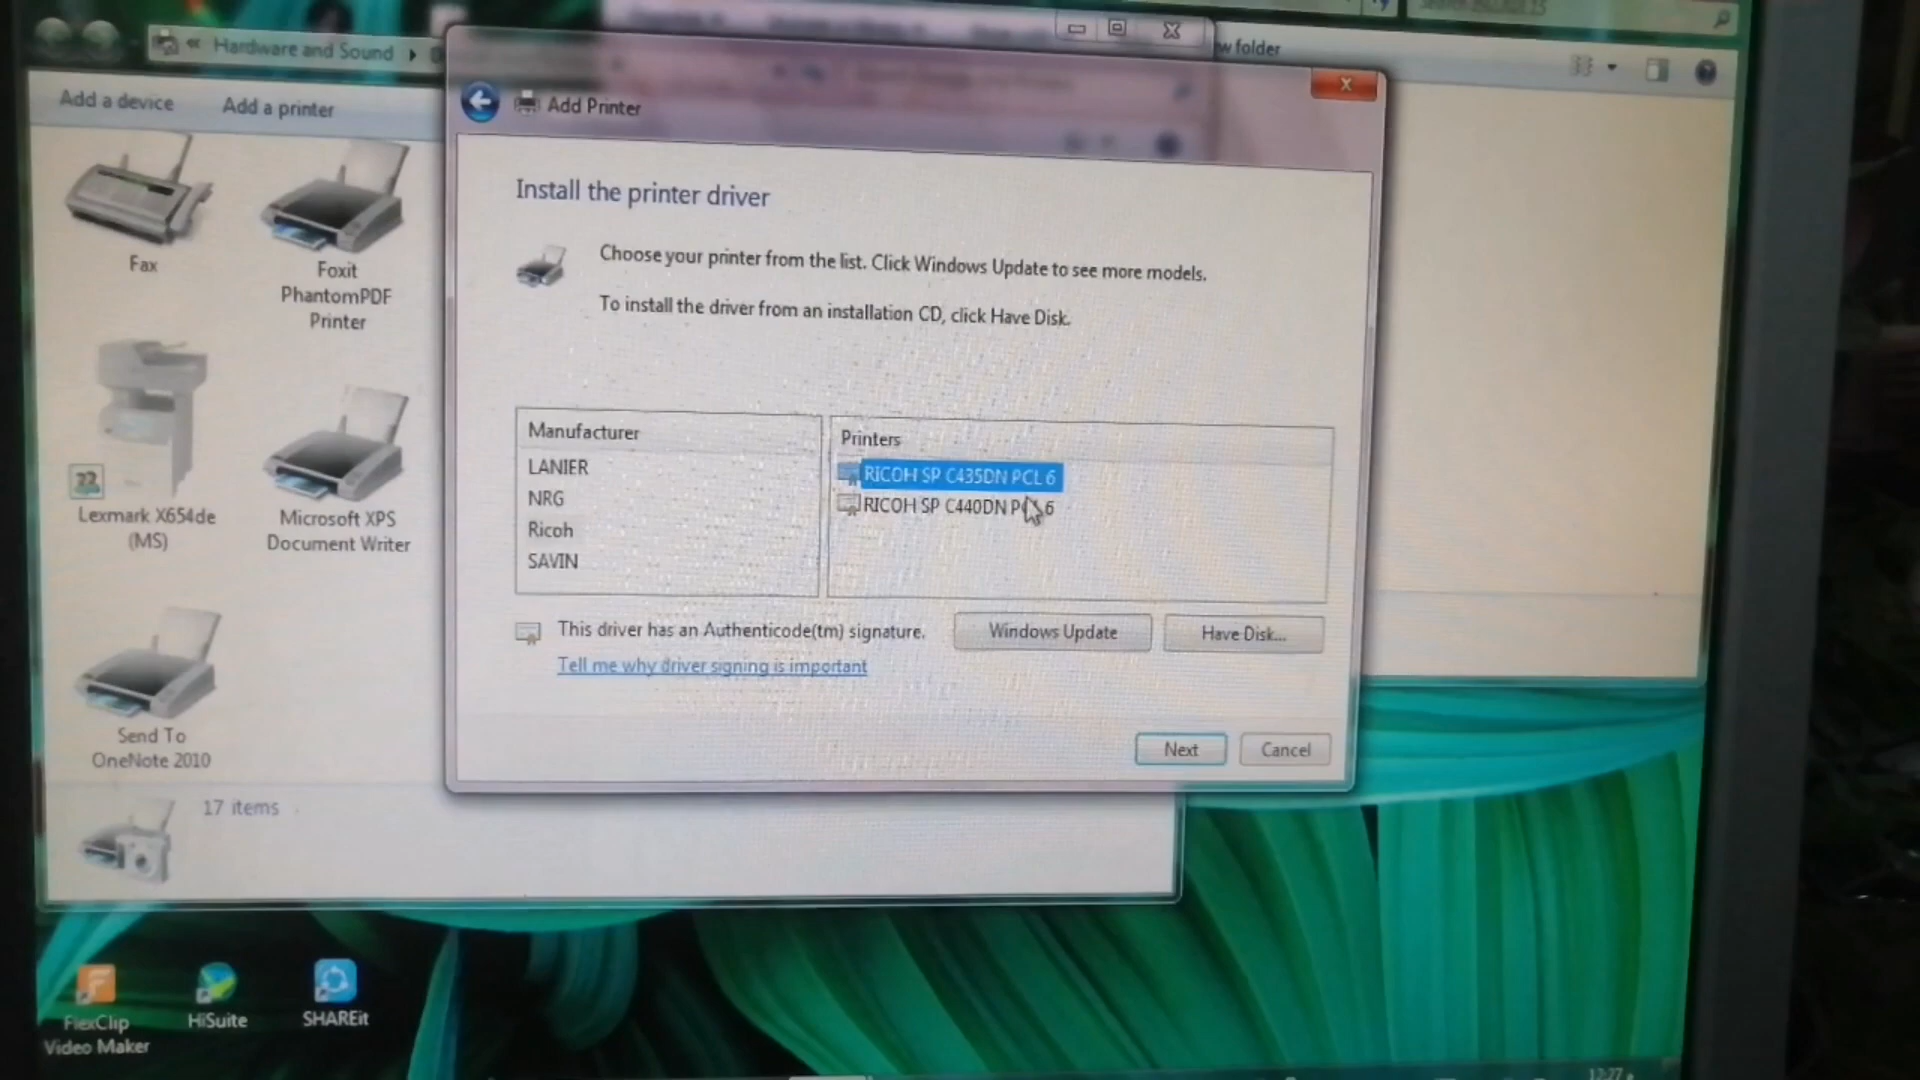 Hardware and Sound
w folder
Add a device
Add a printer
Add Printer
Install the printer driver
Choose your printer from the list. Click Windows Update to see more models.
To install the driver from an installation CD, click Have Disk.
Manufacturer
LANIER
NRG
Ricoh
SAVIN
Printers
RICOH SP C435DN PCL 6
RICOH SP C440DN PCL 6
This driver has an Authenticode(tm) signature.
Tell me why driver signing is important
Windows Update
Have Disk...
Next
Cancel
Fax
Foxit
PhantomPDF
Printer
Lexmark X654de
(MS)
Microsoft XPS
Document Writer
Send To
OneNote 2010
17 items
FlexClip
Video Maker
HiSuite
SHAREit
12:27